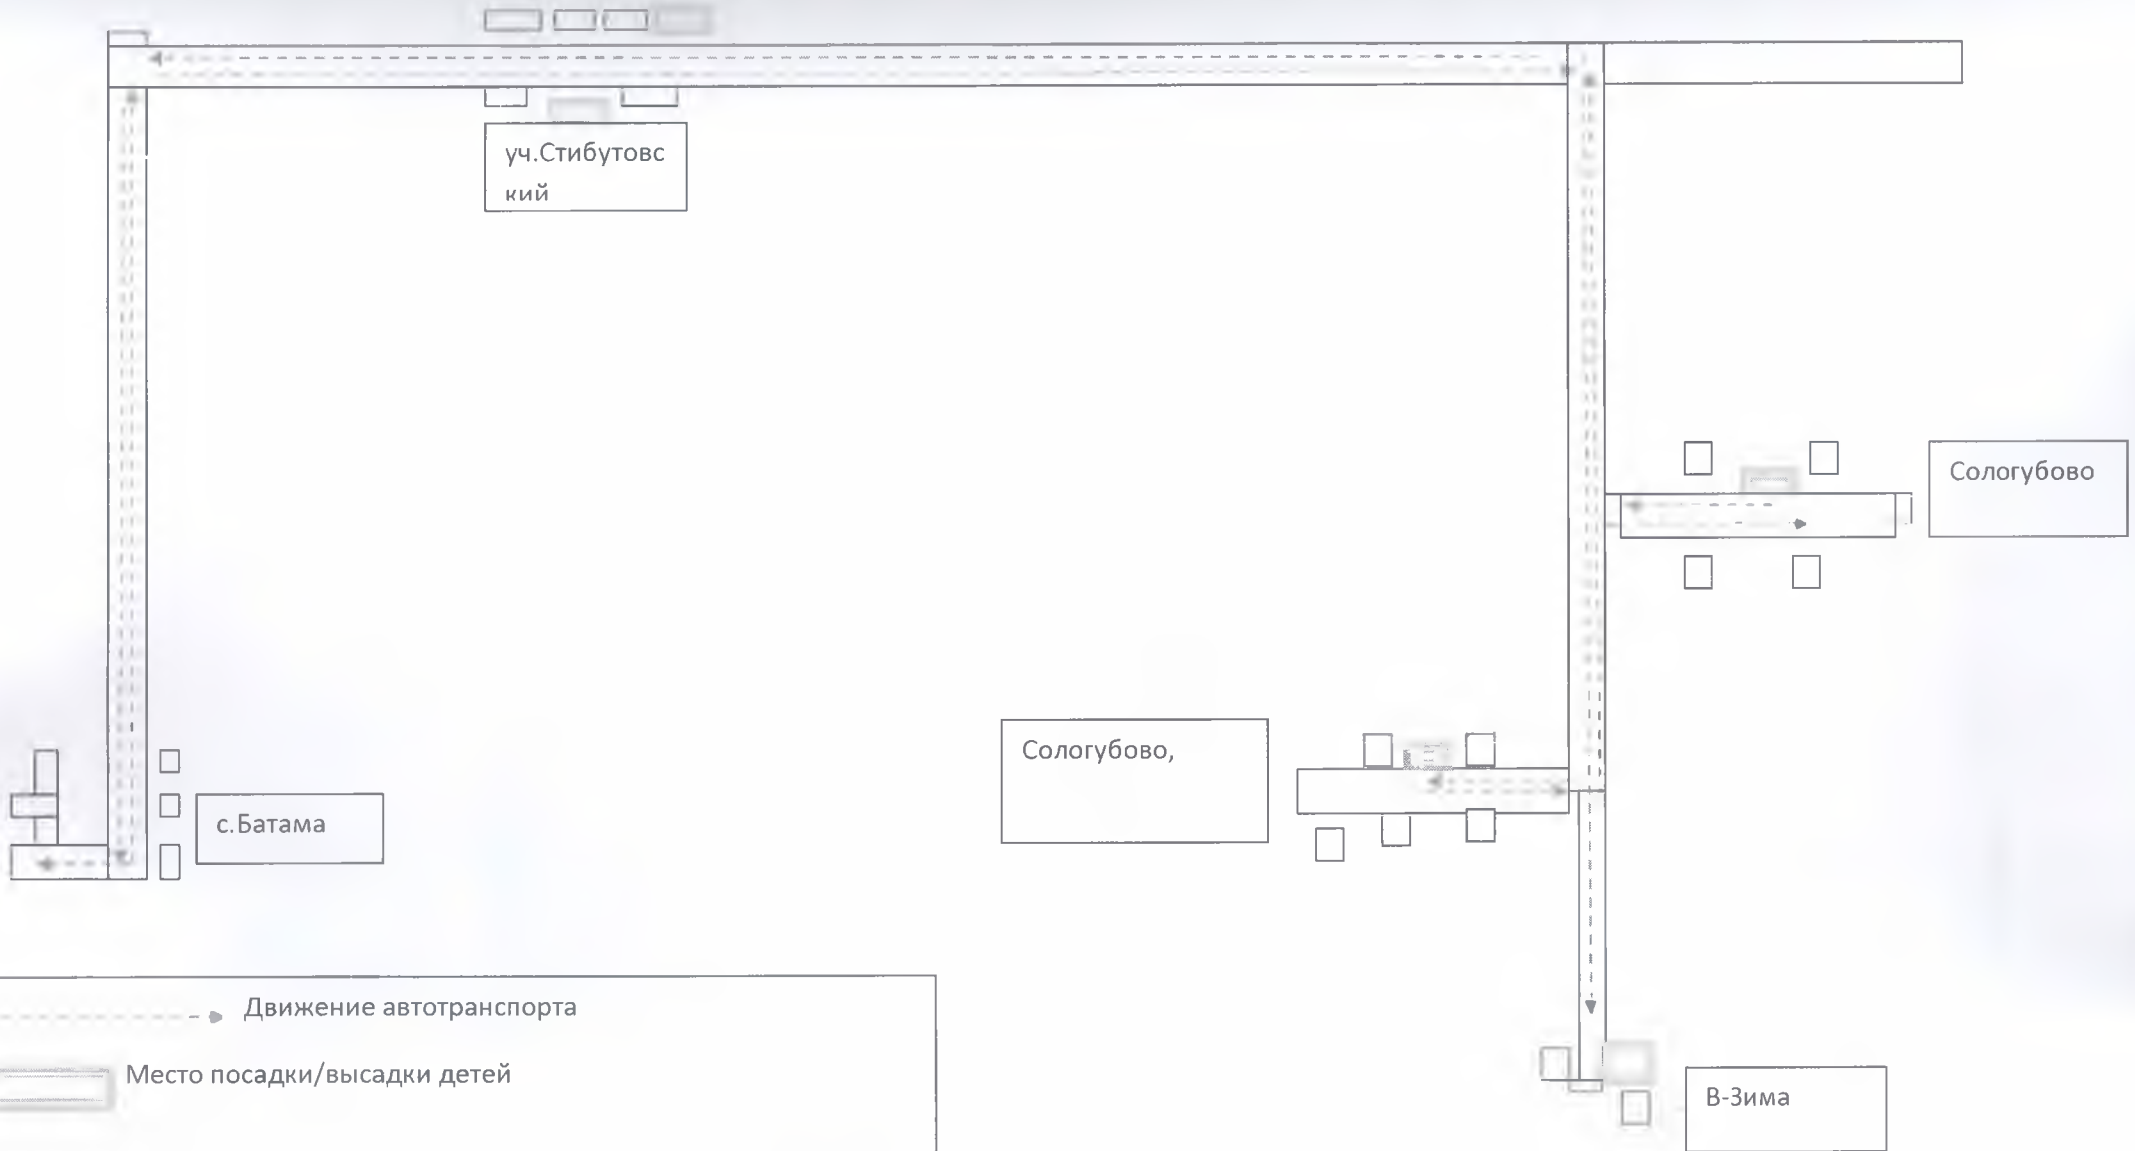 уч.Стибутовс
кий
Сологубово
Сологубово,
с.Батама
Движение автотранспорта
Место посадки/высадки детей
В-Зима